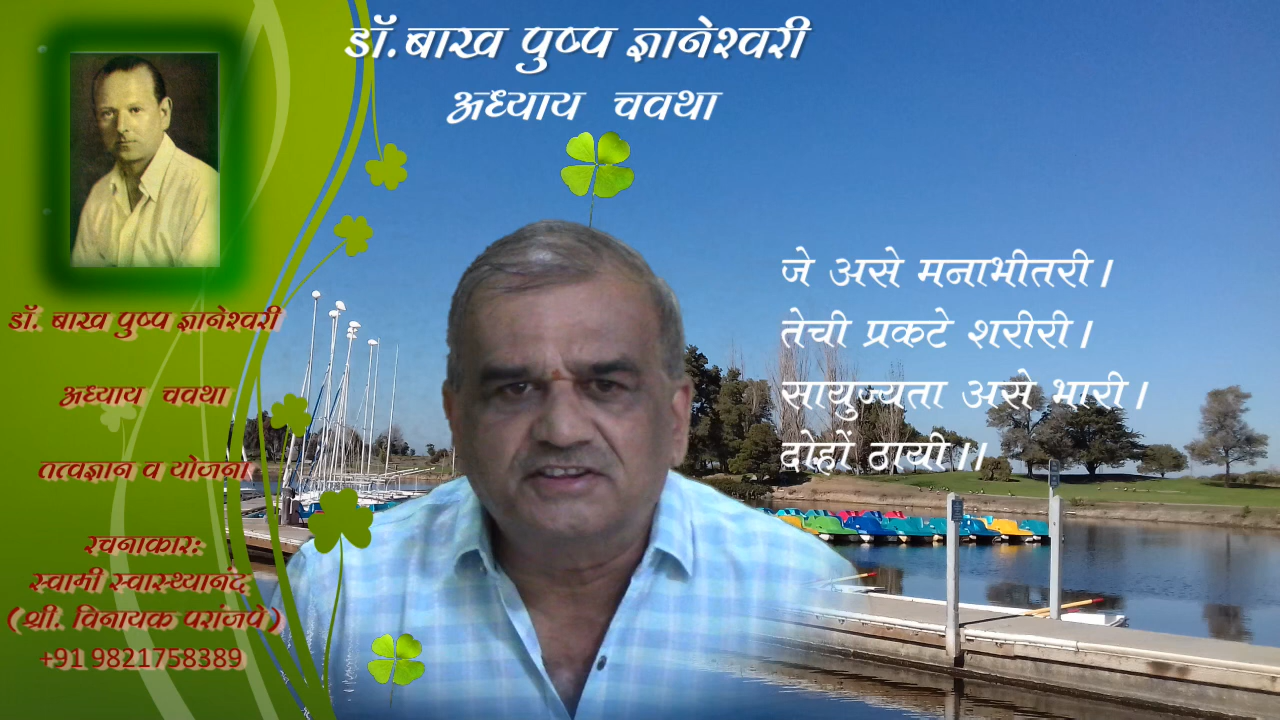 डॉ.बाख पुष्प ज्ञानेश्वरी
अध्याय चवथा
डॉ. बाख पुष्प ज्ञानेश्वरी
अध्याय चवथा
तत्वज्ञान व योजना
रचनाकार:
स्वामी स्वास्थ्यानंद
(श्री. विनायक परांजपे)
+91 9821758389
जे असे मनाभीतरी।
तेची प्रकटे शरीरी।
सायुज्यता असे भारी।
दोहों ठायी।।